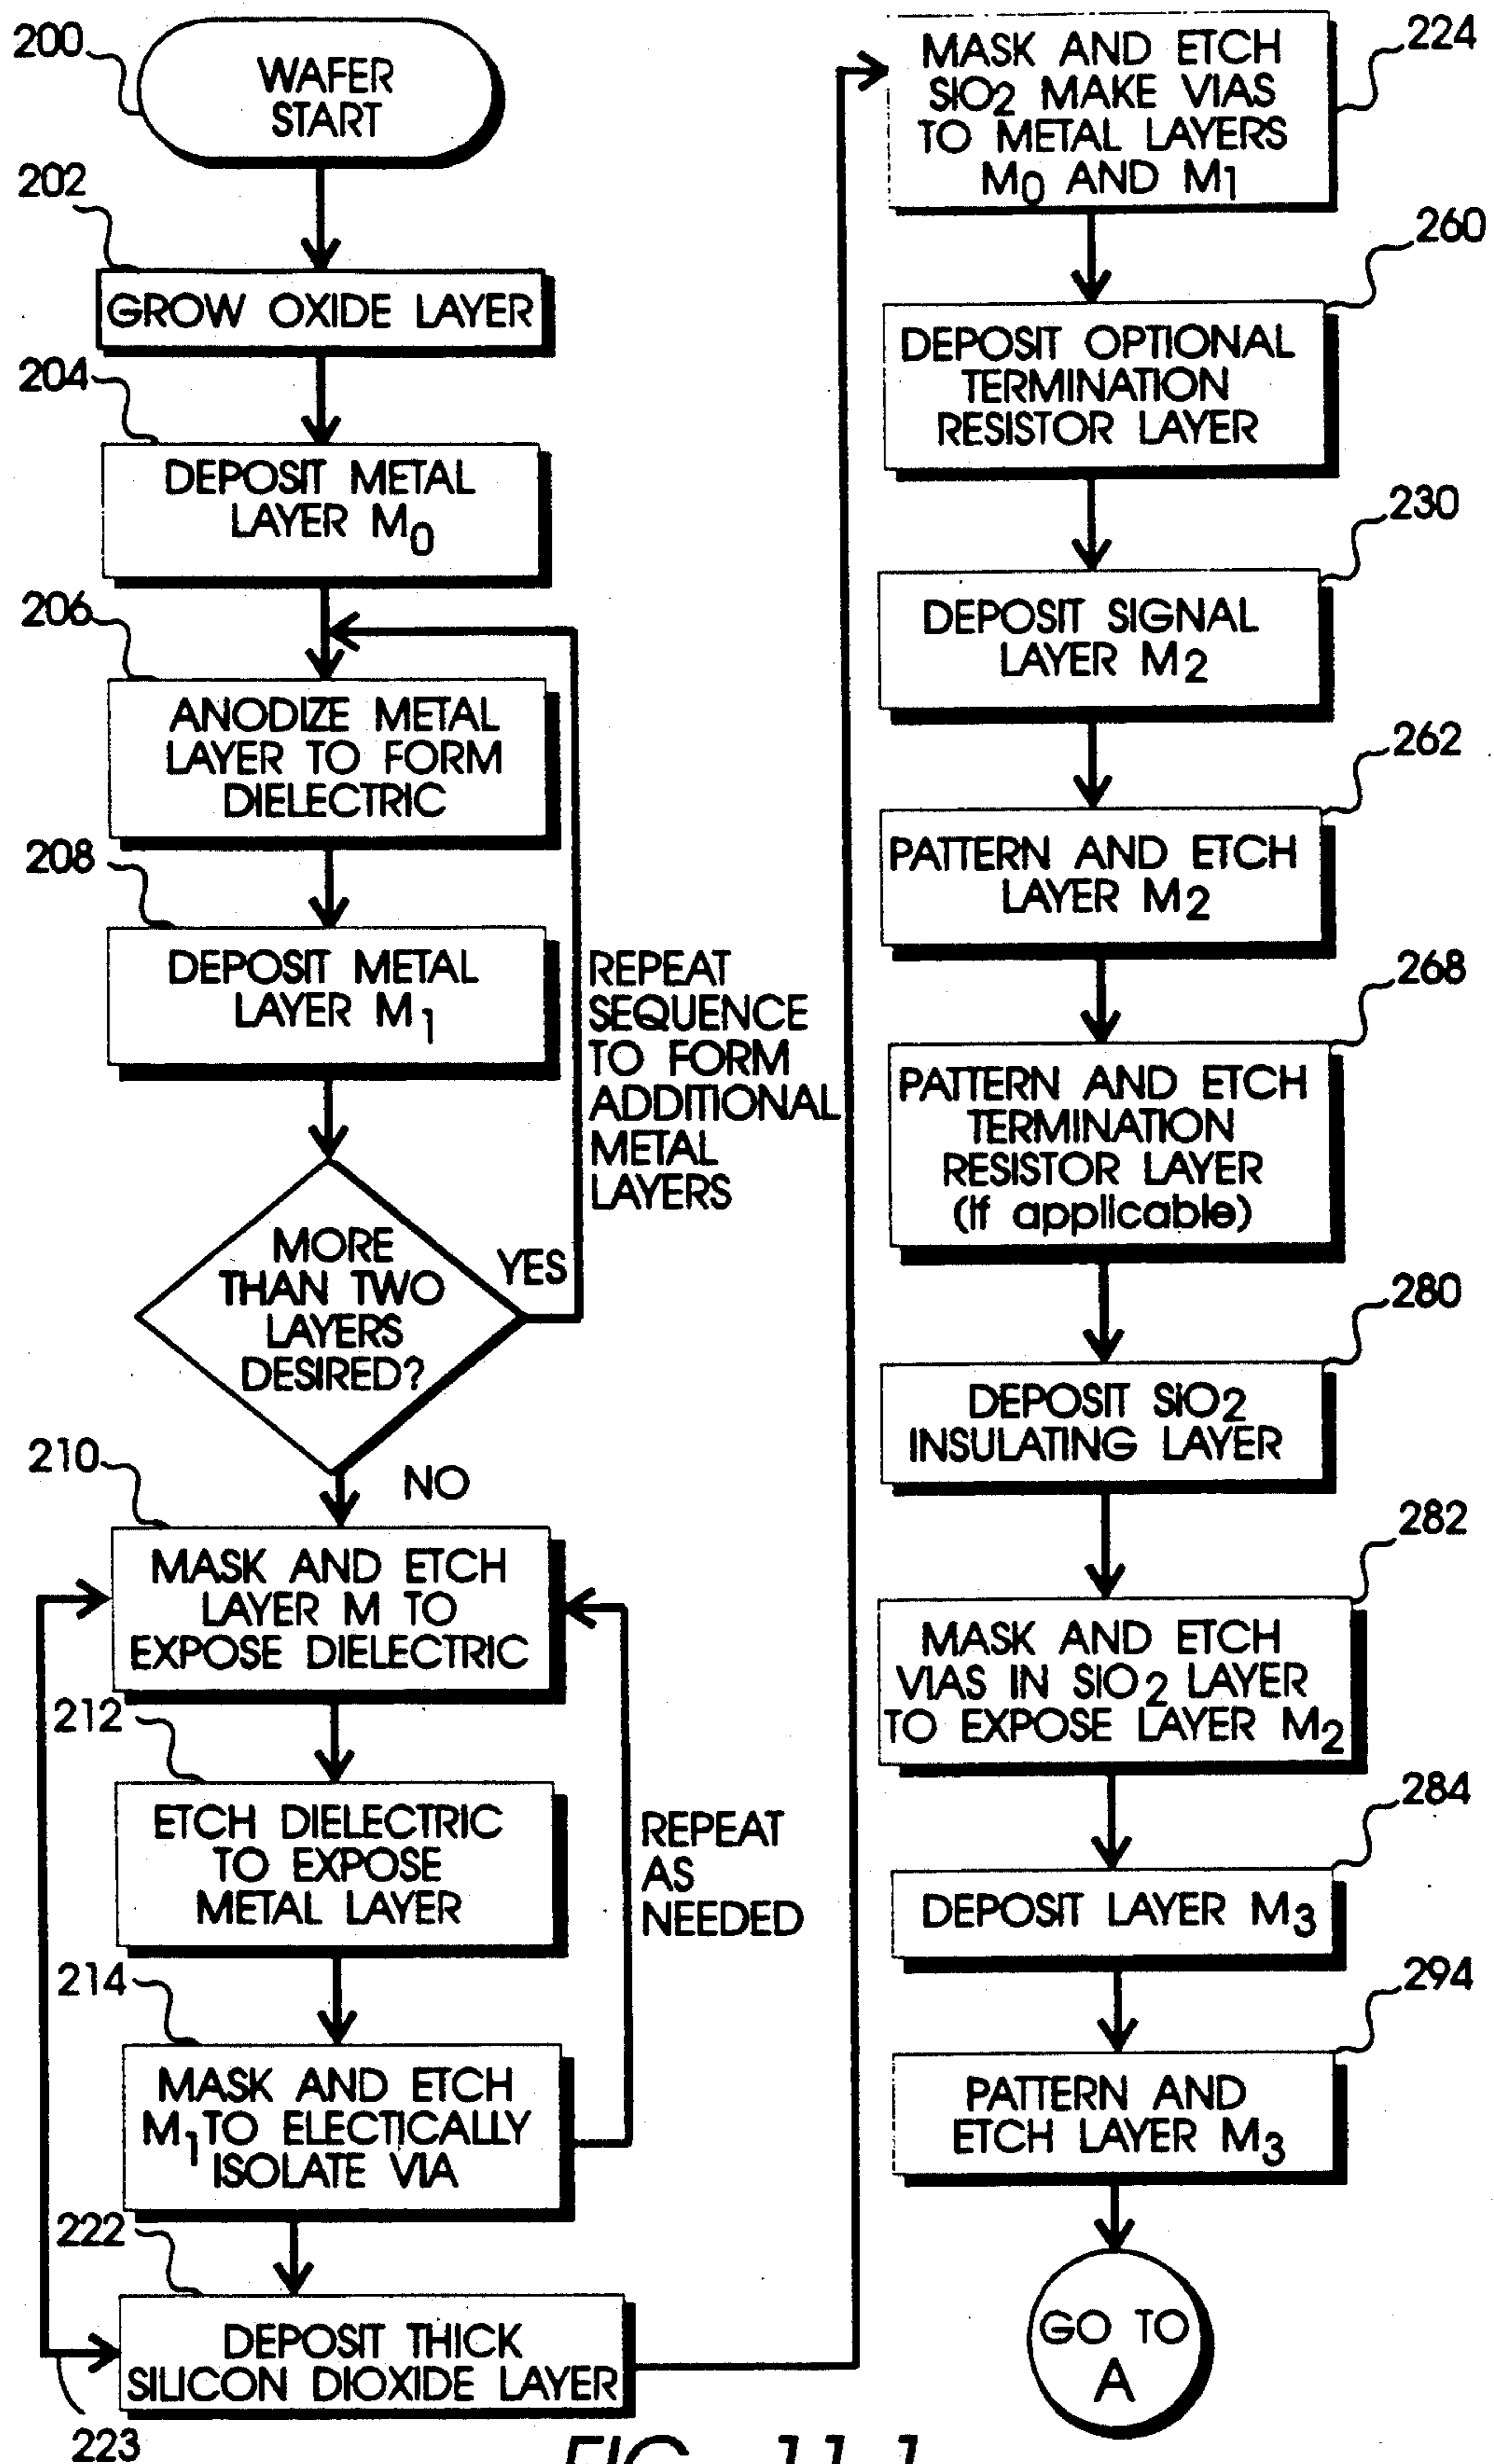 200
WAFER
START
202
GROW OXIDE LAYER
204
DEPOSIT METAL
LAYER M0
206
ANODIZE METAL
LAYER TO FORM
DIELECTRIC
208
DEPOSIT METAL
LAYER M1
REPEAT
SEQUENCE
TO FORM
ADDITIONAL
METAL
LAYERS
MORE
THAN TWO
LAYERS
DESIRED?
YES
NO
210
MASK AND ETCH
LAYER M TO
EXPOSE DIELECTRIC
212
ETCH DIELECTRIC
TO EXPOSE
METAL LAYER
REPEAT
AS
NEEDED
214
MASK AND ETCH
M1 TO ELECTICALLY
ISOLATE VIA
222
DEPOSIT THICK
SILICON DIOXIDE LAYER
223
224
MASK AND ETCH
SIO2 MAKE VIAS
TO METAL LAYERS
M0 AND M1
260
DEPOSIT OPTIONAL
TERMINATION
RESISTOR LAYER
230
DEPOSIT SIGNAL
LAYER M2
262
PATTERN AND ETCH
LAYER M2
268
PATTERN AND ETCH
TERMINATION
RESISTOR LAYER
(if applicable)
280
DEPOSIT SiO2
INSULATING LAYER
282
MASK AND ETCH
VIAS IN SiO2 LAYER
TO EXPOSE LAYER M2
284
DEPOSIT LAYER M3
294
PATTERN AND
ETCH LAYER M3
GO TO
A
FIG. 11.1